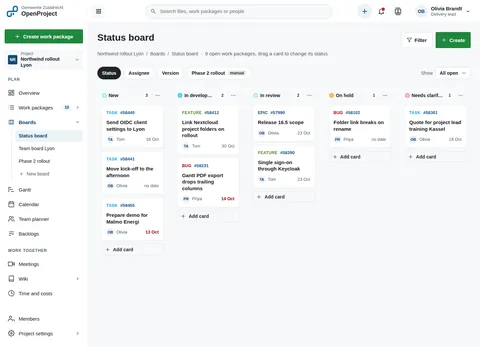 Gemeente Zuiddrecht
OpenProject
Search files, work packages or people
OB
Olivia Brandt
Delivery lead
+ Create work package
NR
Project
Northwind rollout Lyon
PLAN
Overview
Work packages
Boards
Status board
Team board Lyon
Phase 2 rollout
+ New board
Gantt
Calendar
Team planner
Backlogs
WORK TOGETHER
Meetings
Wiki
Time and costs
Members
Project settings
Status board
Northwind rollout Lyon / Boards / Status board · 9 open work packages, drag a card to change its status
Filter
+ Create
Status
Assignee
Version
Phase 2 rollout manual
Show
All open
New 3 ···
TASK #58440
Send OIDC client settings to Lyon
TA Tom
TASK #58441
Move kick-off to the afternoon
OB Olivia no date
TASK #58455
Prepare demo for Malmo Energi
OB Olivia 13 Oct
+ Add card
In develop... 2 ···
FEATURE #58412
Link Nextcloud project folders on rollout
TA Tom 30 Oct
BUG #58231
Gantt PDF export drops trailing columns
PR Priya 14 Oct
+ Add card
In review 2 ···
EPIC #57990
Release 16.5 scope
OB Olivia 23 Oct
FEATURE #58390
Single sign-on through Keycloak
TA Tom 23 Oct
+ Add card
On hold 1 ···
BUG #58102
Folder link breaks on rename
PR Priya no date
+ Add card
Needs clarif... 1 ···
TASK #58301
Quote for project lead training Kassel
OB Olivia
+ Add card